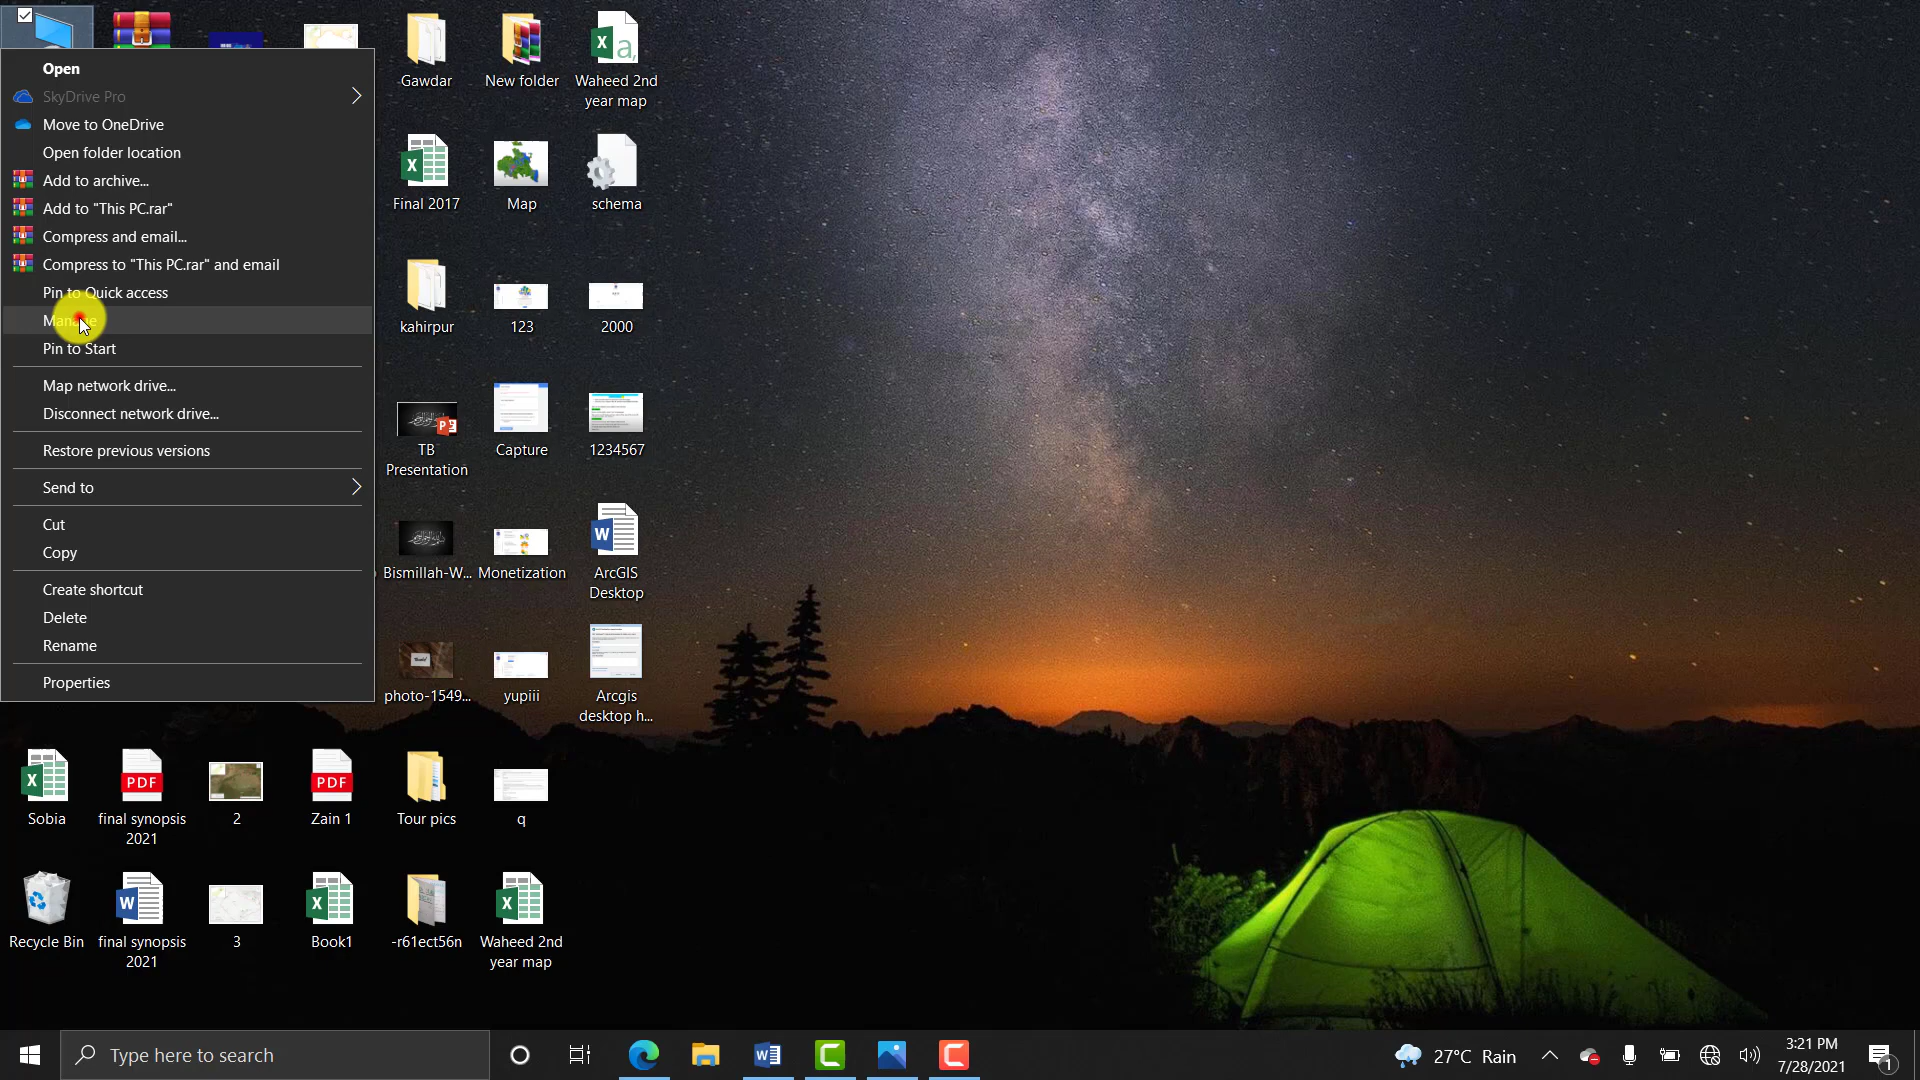 Open
SkyDrive Pro
Move to OneDrive
Open folder location
Add to archive...
Add to "This PC.rar"
Compress and email...
Compress to "This PC.rar" and email
Pin to Quick access
Manage
Pin to Start
Map network drive...
Disconnect network drive...
Restore previous versions
Send to
Cut
Copy
Create shortcut
Delete
Rename
Properties
Gawdar
New folder
Waheed 2nd
year map
Final 2017
Map
schema
kahirpur
123
2000
TB
Presentation
Capture
1234567
Bismillah-W...
Monetization
ArcGIS
Desktop
photo-1549...
yupiii
Arcgis
desktop h...
Sobia
PDF
final synopsis
2021
2
PDF
Zain 1
Tour pics
q
Recycle Bin
final synopsis
2021
3
Book1
-r61ect56n
Waheed 2nd
year map
Type here to search
27°C Rain
3:21 PM
7/28/2021
1